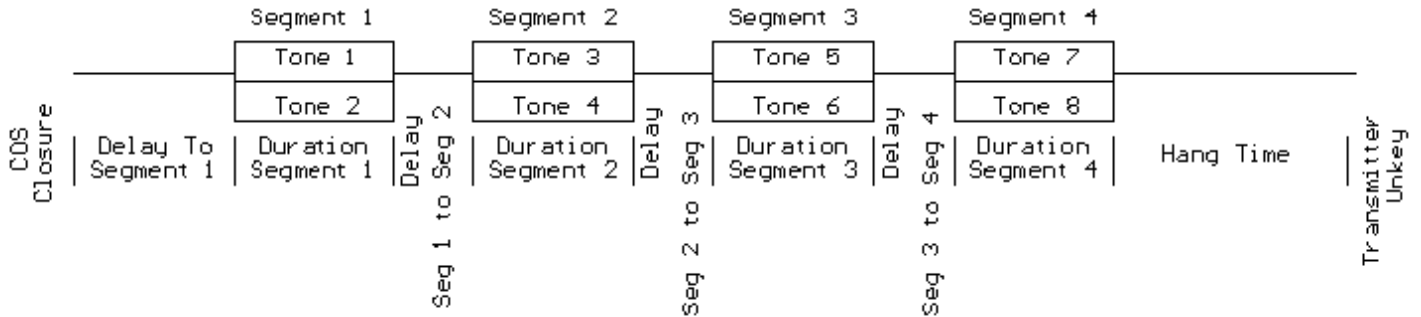 Segment 1
Segment 2
Segment 3
Segment 4
Tone 1
Tone 3
Tone 5
Tone 7
Tone 2
Tone 4
Tone 6
Tone 8
COS
Closure
Delay To
Segment 1
Duration
Segment 1
Delay
Seg 1 to Seg 2
Duration
Segment 2
Delay
Seg 2 to Seg 3
Duration
Segment 3
Delay
Seg 3 to Seg 4
Duration
Segment 4
Hang Time
Transmitter
Unkey